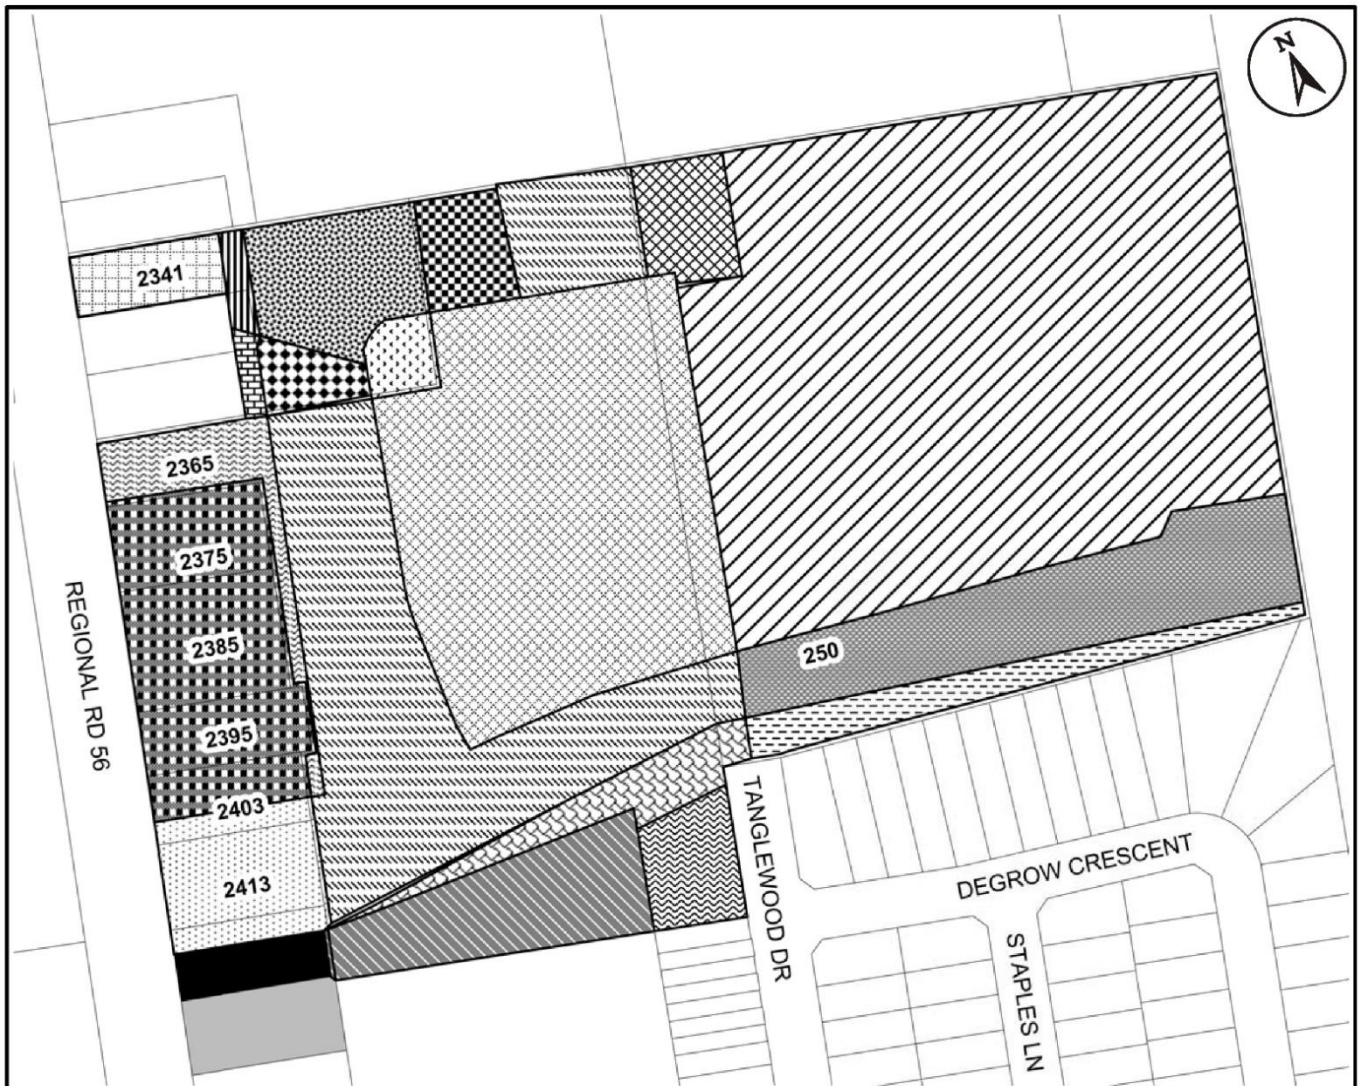 N
2341
2365
2375
2385
2395
2403
2413
250
REGIONAL RD 56
TANGLEWOOD DR
DEGROW CRESCENT
STAPLES LN